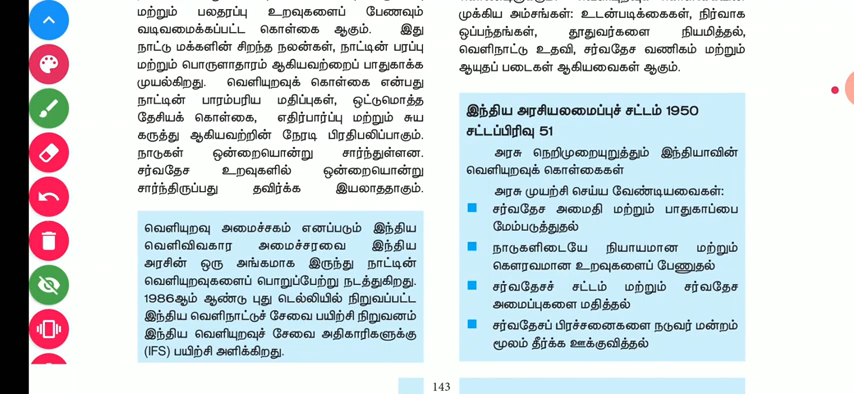 மற்றும் பலதரப்பு உறவுகளைப் பேணவும்
வடிவமைக்கப்பட்ட கொள்கை ஆகும். இது
நாட்டு மக்களின் சிறந்த நலன்கள், நாட்டின் பரப்பு
மற்றும் பொருளாதாரம் ஆகியவற்றைப் பாதுகாக்க
முயல்கிறது. வெளியுறவுக் கொள்கை என்பது
நாட்டின் பாரம்பரிய மதிப்புகள், ஒட்டுமொத்த
தேசியக் கொள்கை, எதிர்பார்ப்பு மற்றும் சுய
கருத்து ஆகியவற்றின் நேரடி பிரதிபலிப்பாகும்.
நாடுகள் ஒன்றையொன்று சார்ந்துள்ளன.
சர்வதேச உறவுகளில் ஒன்றையொன்று
சார்ந்திருப்பது தவிர்க்க இயலாததாகும்.
வெளியுறவு அமைச்சகம் எனப்படும் இந்திய
வெளிவிவகார அமைச்சரவை இந்திய
அரசின் ஒரு அங்கமாக இருந்து நாட்டின்
வெளியுறவுகளைப் பொறுப்பேற்று நடத்துகிறது.
1986ஆம் ஆண்டு புது டெல்லியில் நிறுவப்பட்ட
இந்திய வெளிநாட்டுச் சேவை பயிற்சி நிறுவனம்
இந்திய வெளியுறவுச் சேவை அதிகாரிகளுக்கு
(IFS) பயிற்சி அளிக்கிறது.
முக்கிய அம்சங்கள்: உடன்படிக்கைகள், நிர்வாக
ஒப்பந்தங்கள், தூதுவர்களை நியமித்தல்,
வெளிநாட்டு உதவி, சர்வதேச வணிகம் மற்றும்
ஆயுதப் படைகள் ஆகியவைகள் ஆகும்.
இந்திய அரசியலமைப்புச் சட்டம் 1950
சட்டப்பிரிவு 51
அரசு நெறிமுறையுறுத்தும் இந்தியாவின்
வெளியுறவுக் கொள்கைகள்
அரசு முயற்சி செய்ய வேண்டியவைகள்:
சர்வதேச அமைதி மற்றும் பாதுகாப்பை
மேம்படுத்துதல்
நாடுகளிடையே நியாயமான மற்றும்
கௌரவமான உறவுகளைப் பேணுதல்
சர்வதேசச் சட்டம் மற்றும் சர்வதேச
அமைப்புகளை மதித்தல்
சர்வதேசப் பிரச்சனைகளை நடுவர் மன்றம்
மூலம் தீர்க்க ஊக்குவித்தல்
143